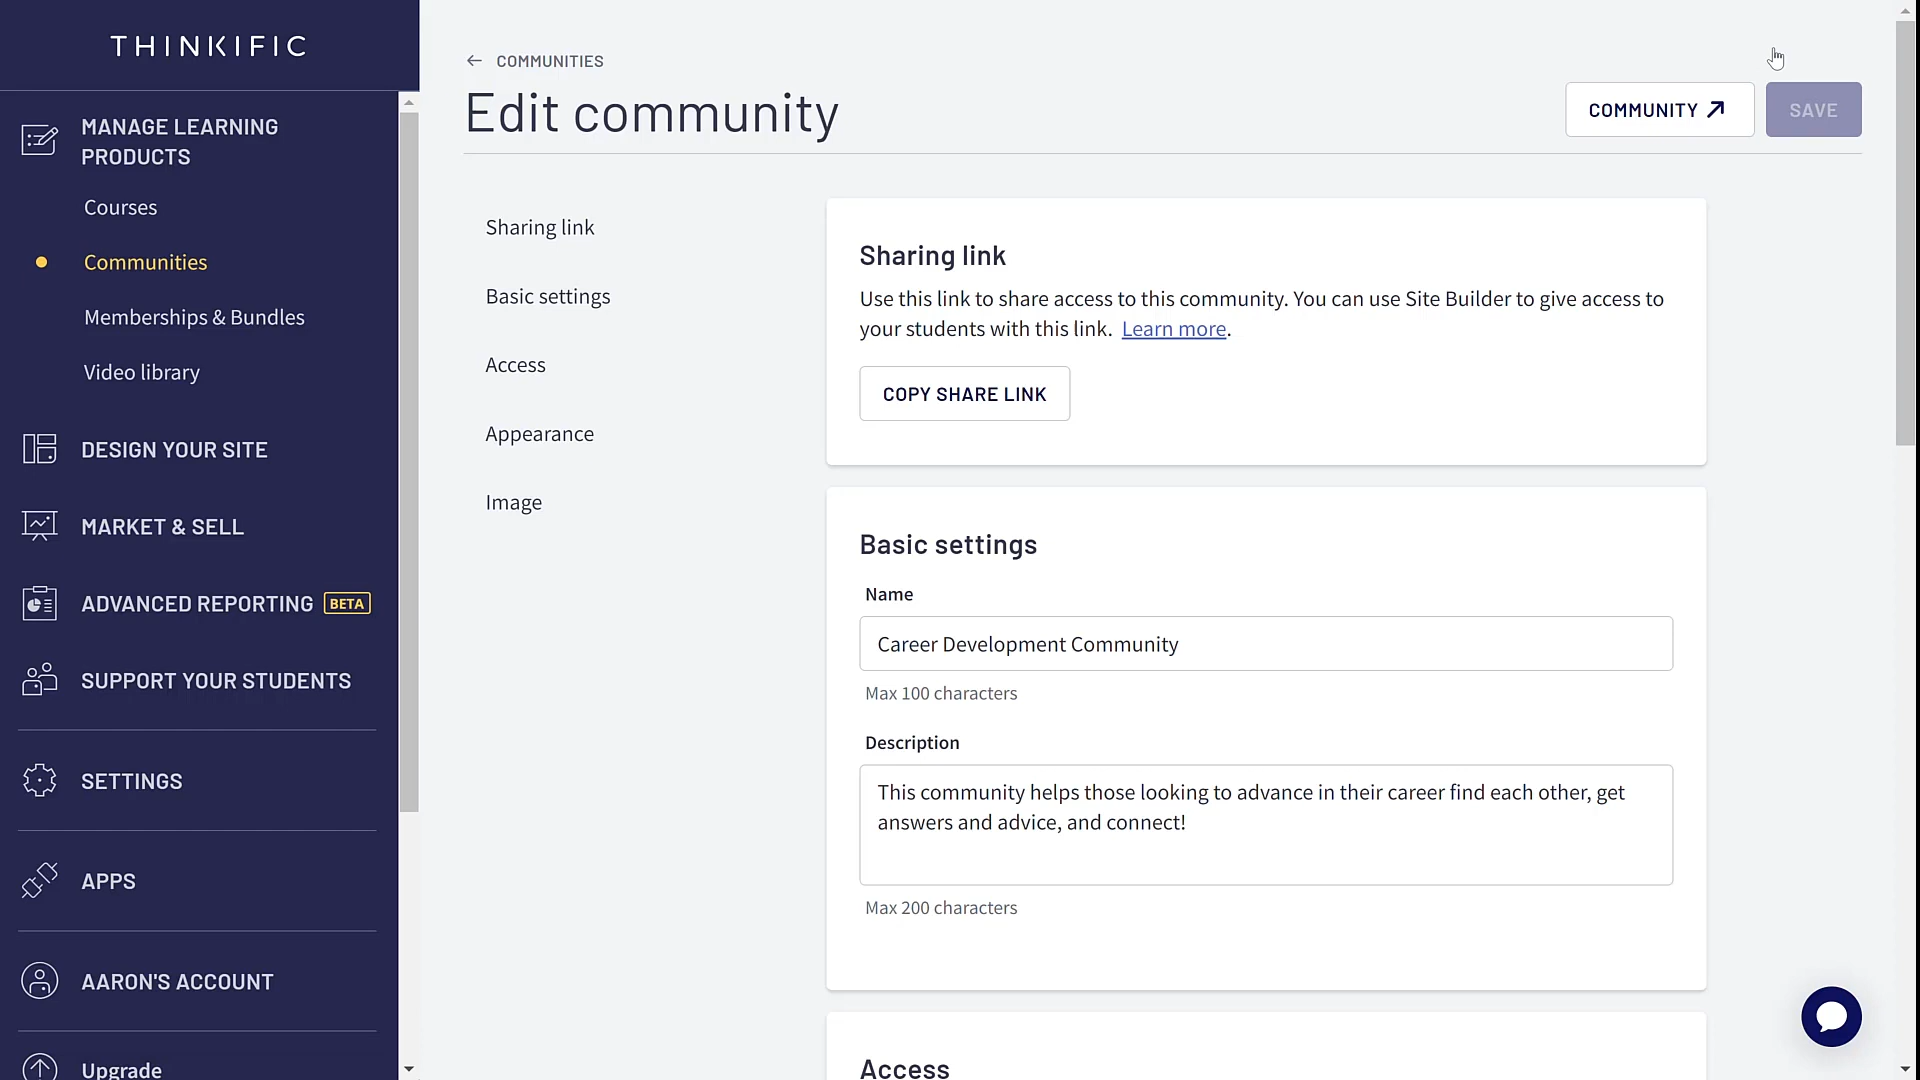 THINKIFIC
MANAGE LEARNING
PRODUCTS
Courses
Communities
Memberships & Bundles
Video library
DESIGN YOUR SITE
MARKET & SELL
ADVANCED REPORTING BETA
SUPPORT YOUR STUDENTS
SETTINGS
APPS
AARON'S ACCOUNT
Upgrade
← COMMUNITIES
Edit community
COMMUNITY
SAVE
Sharing link
Basic settings
Access
Appearance
Image
Sharing link
Use this link to share access to this community. You can use Site Builder to give access to
your students with this link. Learn more.
COPY SHARE LINK
Basic settings
Name
Career Development Community
Max 100 characters
Description
This community helps those looking to advance in their career find each other, get
answers and advice, and connect!
Max 200 characters
Access